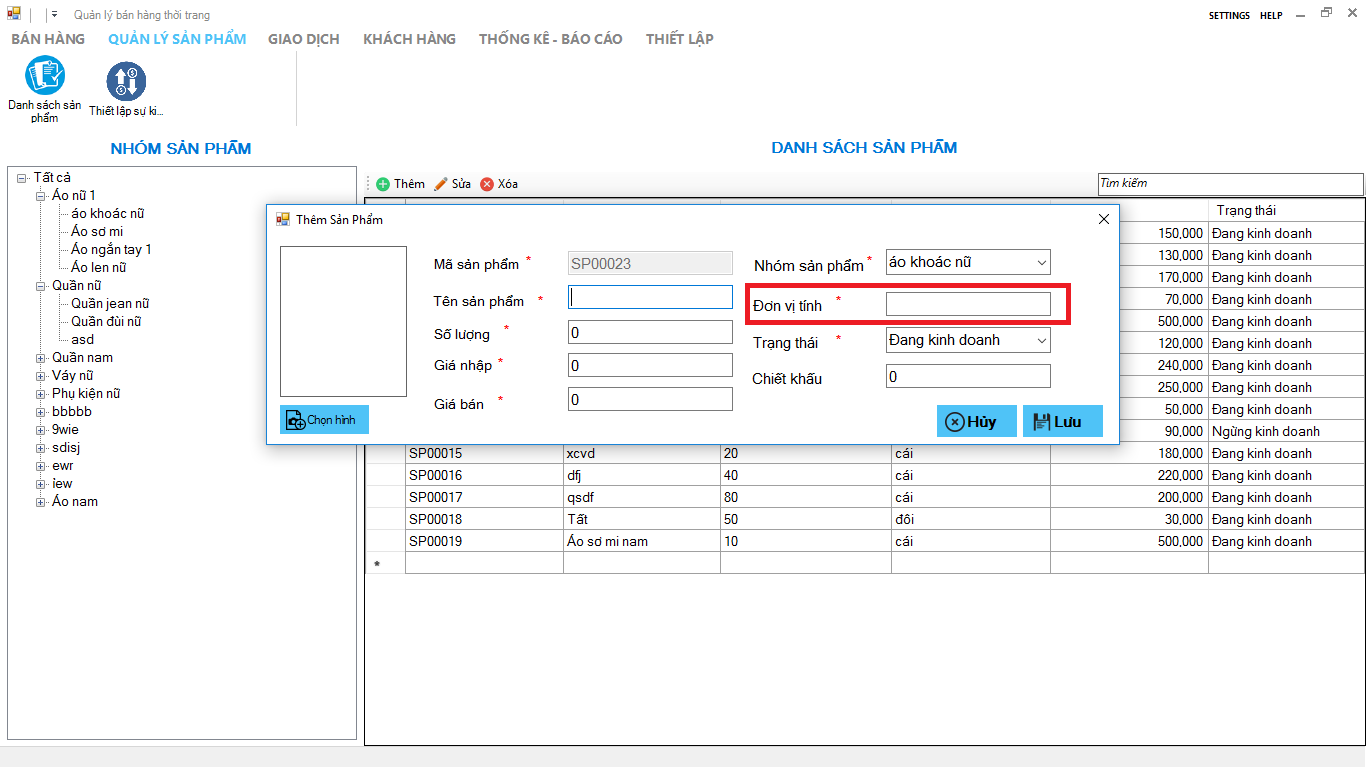 Quản lý bán hàng thời trang
SETTINGS HELP
BÁN HÀNG QUẢN LÝ SẢN PHẨM GIAO DỊCH KHÁCH HÀNG THỐNG KÊ - BÁO CÁO THIẾT LẬP
Danh sách sản phẩm
Thiết lập sự ki...
NHÓM SẢN PHẨM
Tất cả
Áo nữ 1
áo khoác nữ
Áo sơ mi
Áo ngắn tay 1
Áo len nữ
Quần nữ
Quần jean nữ
Quần đùi nữ
asd
Quần nam
Váy nữ
Phụ kiện nữ
bbbbb
9wie
sdisj
ewr
iew
Áo nam
DANH SÁCH SẢN PHẨM
Thêm Sửa Xóa
Tìm kiếm
Trạng thái
150,000 Đang kinh doanh
130,000 Đang kinh doanh
170,000 Đang kinh doanh
70,000 Đang kinh doanh
500,000 Đang kinh doanh
120,000 Đang kinh doanh
240,000 Đang kinh doanh
250,000 Đang kinh doanh
50,000 Đang kinh doanh
90,000 Ngừng kinh doanh
SP00015 xcvd 20 cái 180,000 Đang kinh doanh
SP00016 dfj 40 cái 220,000 Đang kinh doanh
SP00017 qsdf 80 cái 200,000 Đang kinh doanh
SP00018 Tất 50 đôi 30,000 Đang kinh doanh
SP00019 Áo sơ mi nam 10 cái 500,000 Đang kinh doanh
*
Thêm Sản Phẩm
Mã sản phẩm * SP00023
Tên sản phẩm *
Số lượng * 0
Giá nhập * 0
Giá bán * 0
Nhóm sản phẩm * áo khoác nữ
Đơn vị tính *
Trạng thái * Đang kinh doanh
Chiết khấu 0
Chọn hình
Hủy Lưu